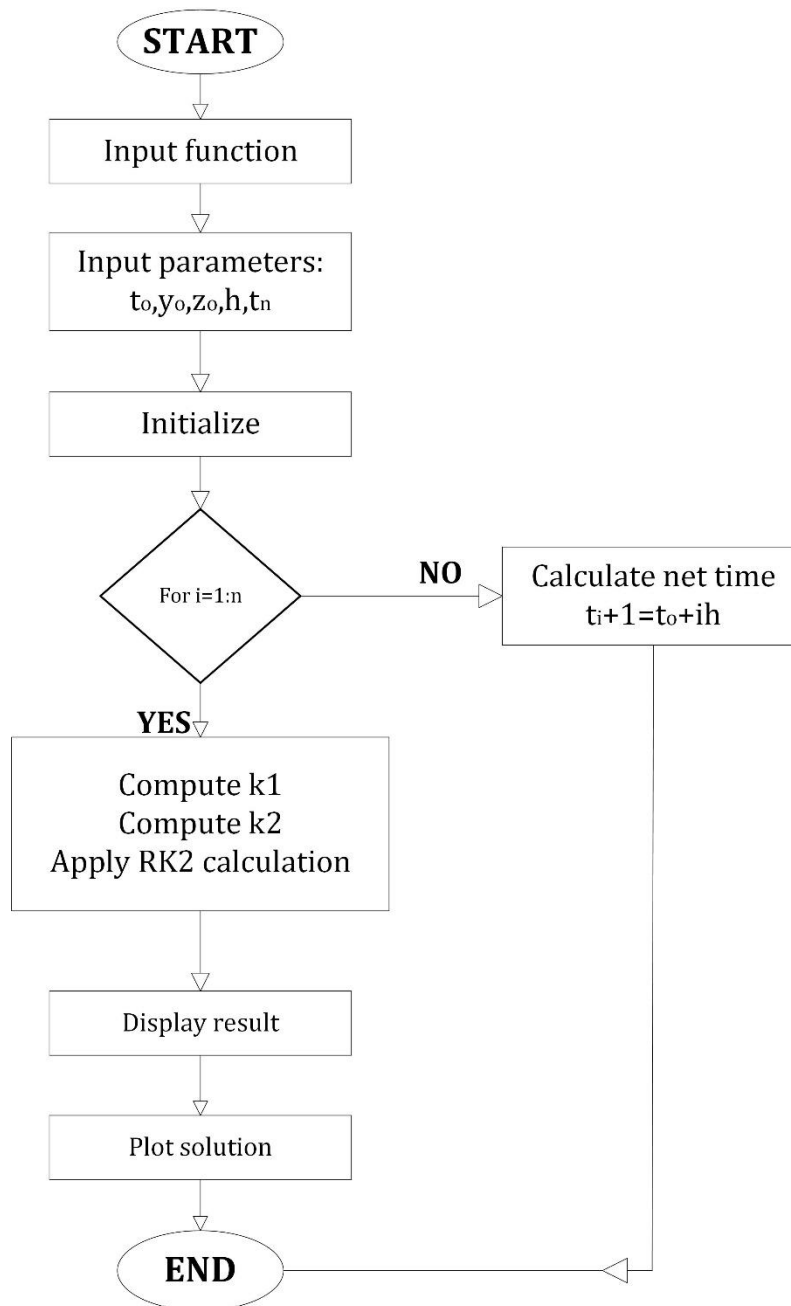 START
Input function
Input parameters:
to,yo,zo,h,tn
Initialize
For i=1:n
NO
Calculate net time
ti+1=to+ih
YES
Compute k1
Compute k2
Apply RK2 calculation
Display result
Plot solution
END